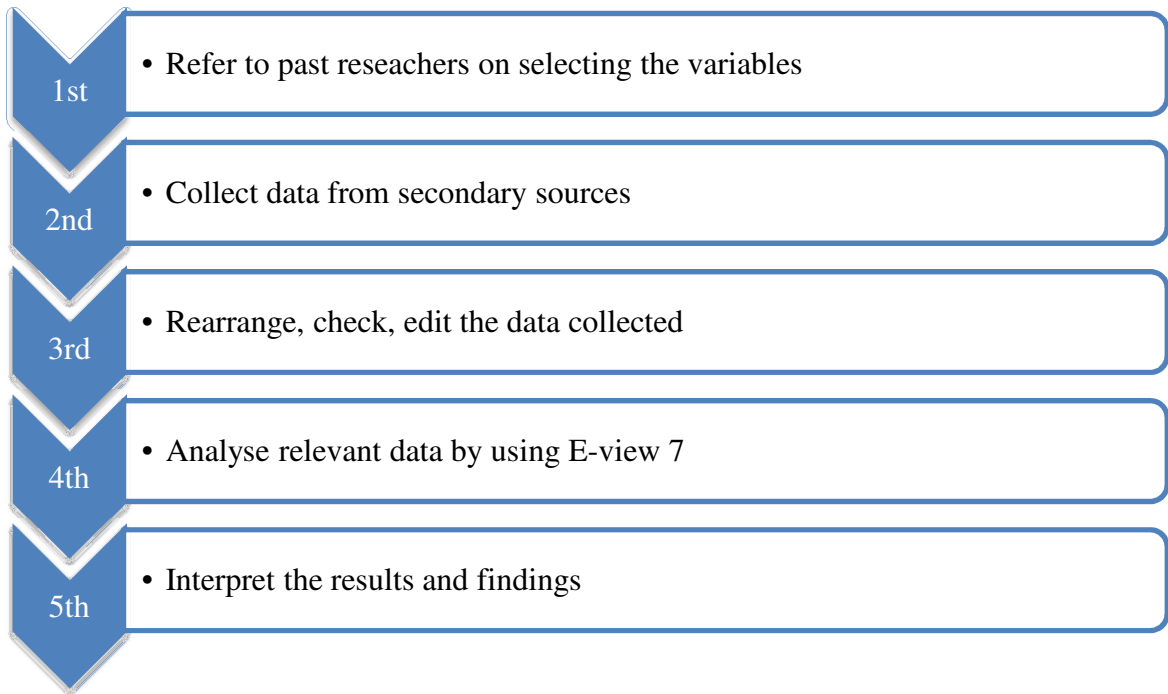 1st
• Refer to past reseachers on selecting the variables
2nd
• Collect data from secondary sources
3rd
• Rearrange, check, edit the data collected
4th
• Analyse relevant data by using E-view 7
5th
• Interpret the results and findings